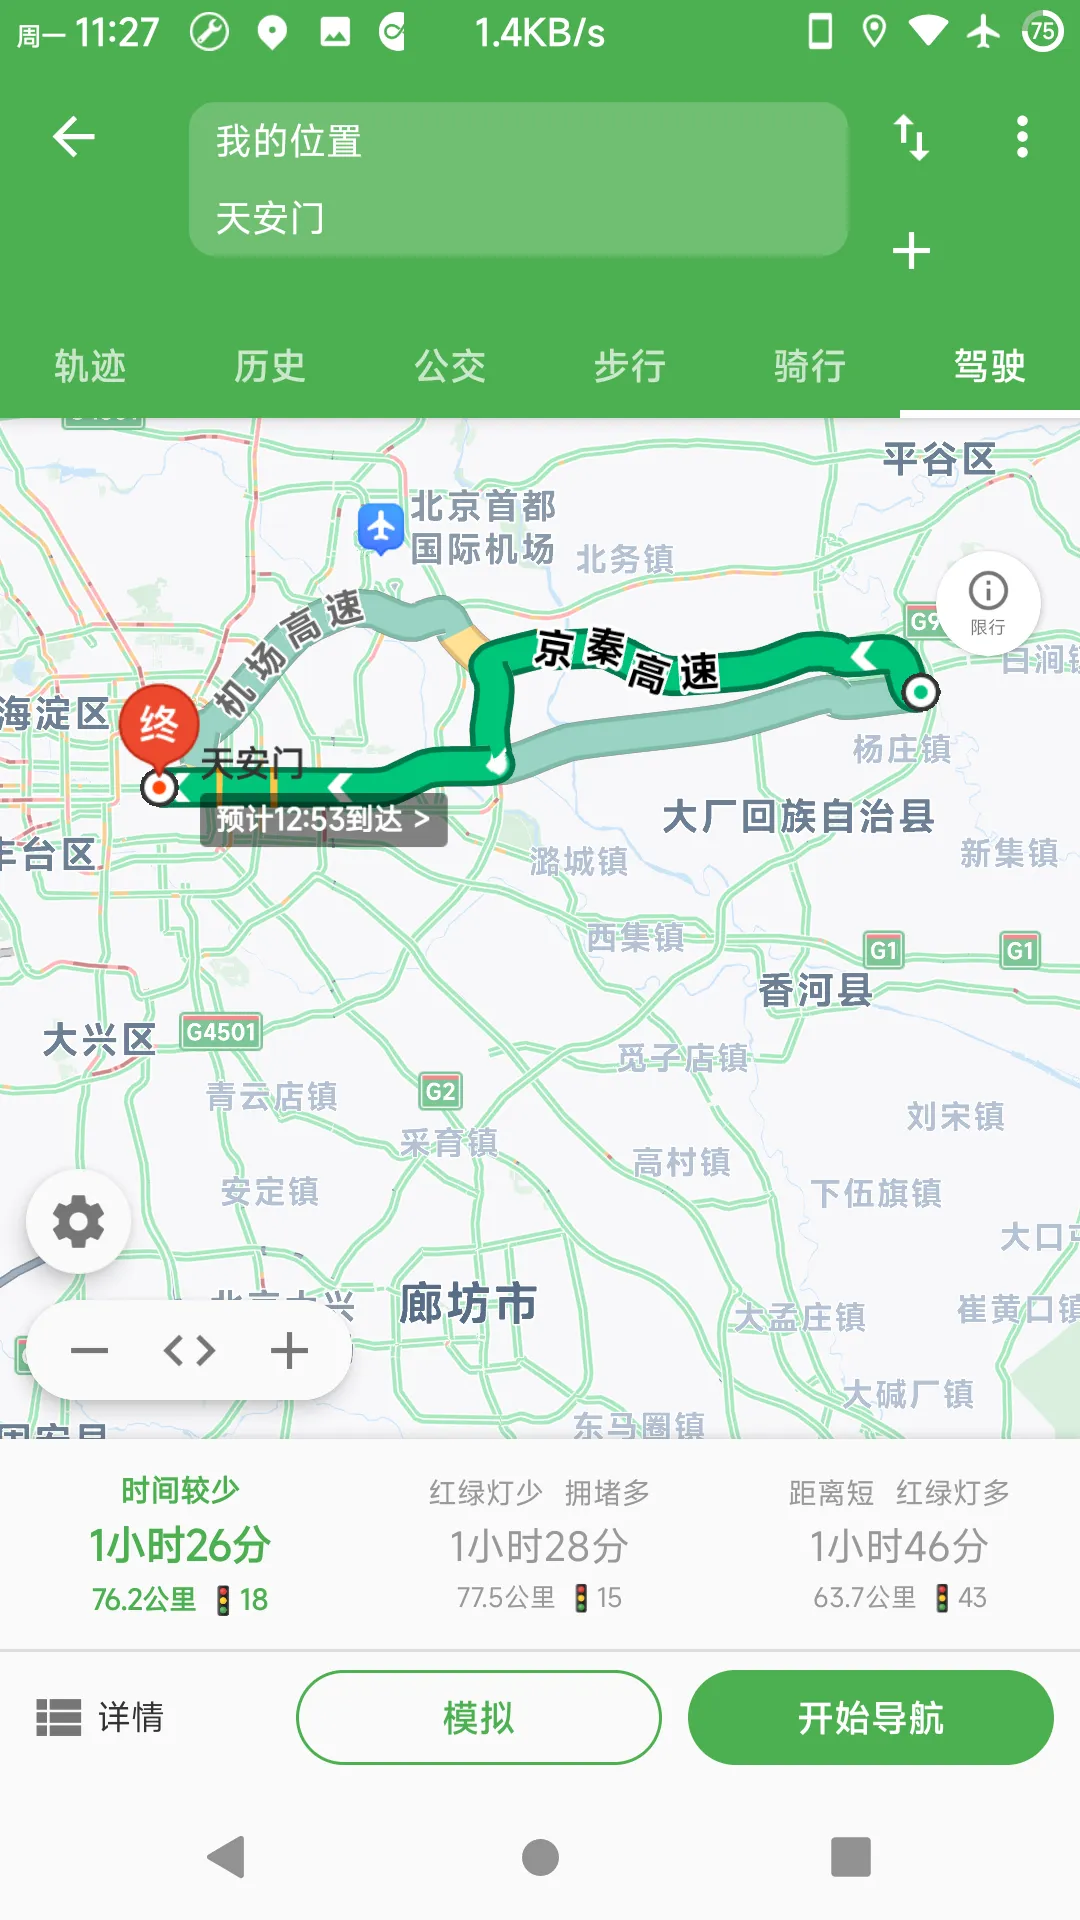 周一 11:27
1.4KB/s
75
我的位置
天安门
轨迹 历史 公交 步行 骑行 驾驶
平谷区
北京首都
国际机场
北务镇
限行
白涧镇
机场高速
京秦高速
海淀区
终
天安门
预计12:53到达 >
杨庄镇
大厂回族自治县
丰台区
潞城镇
新集镇
西集镇
G1
G1
香河县
大兴区
G4501
觅子店镇
G2
青云店镇
刘宋镇
采育镇
高村镇
安定镇
下伍旗镇
廊坊市
大孟庄镇
崔黄口镇
大碱厂镇
东马圈镇
时间较少
1小时26分
76.2公里 18
红绿灯少 拥堵多
1小时28分
77.5公里 15
距离短 红绿灯多
1小时46分
63.7公里 43
详情
模拟
开始导航